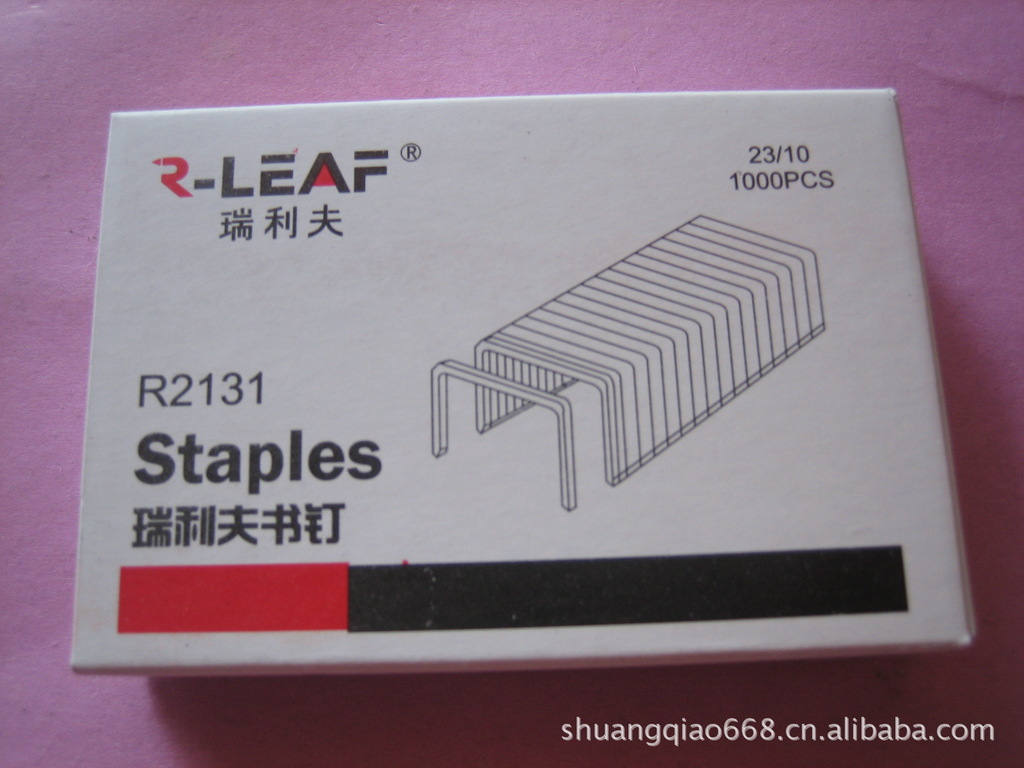 R-LEAF®
瑞利夫
23/10
1000PCS
R2131
Staples
瑞利夫书钉
shuangqiao668.cn.alibaba.com